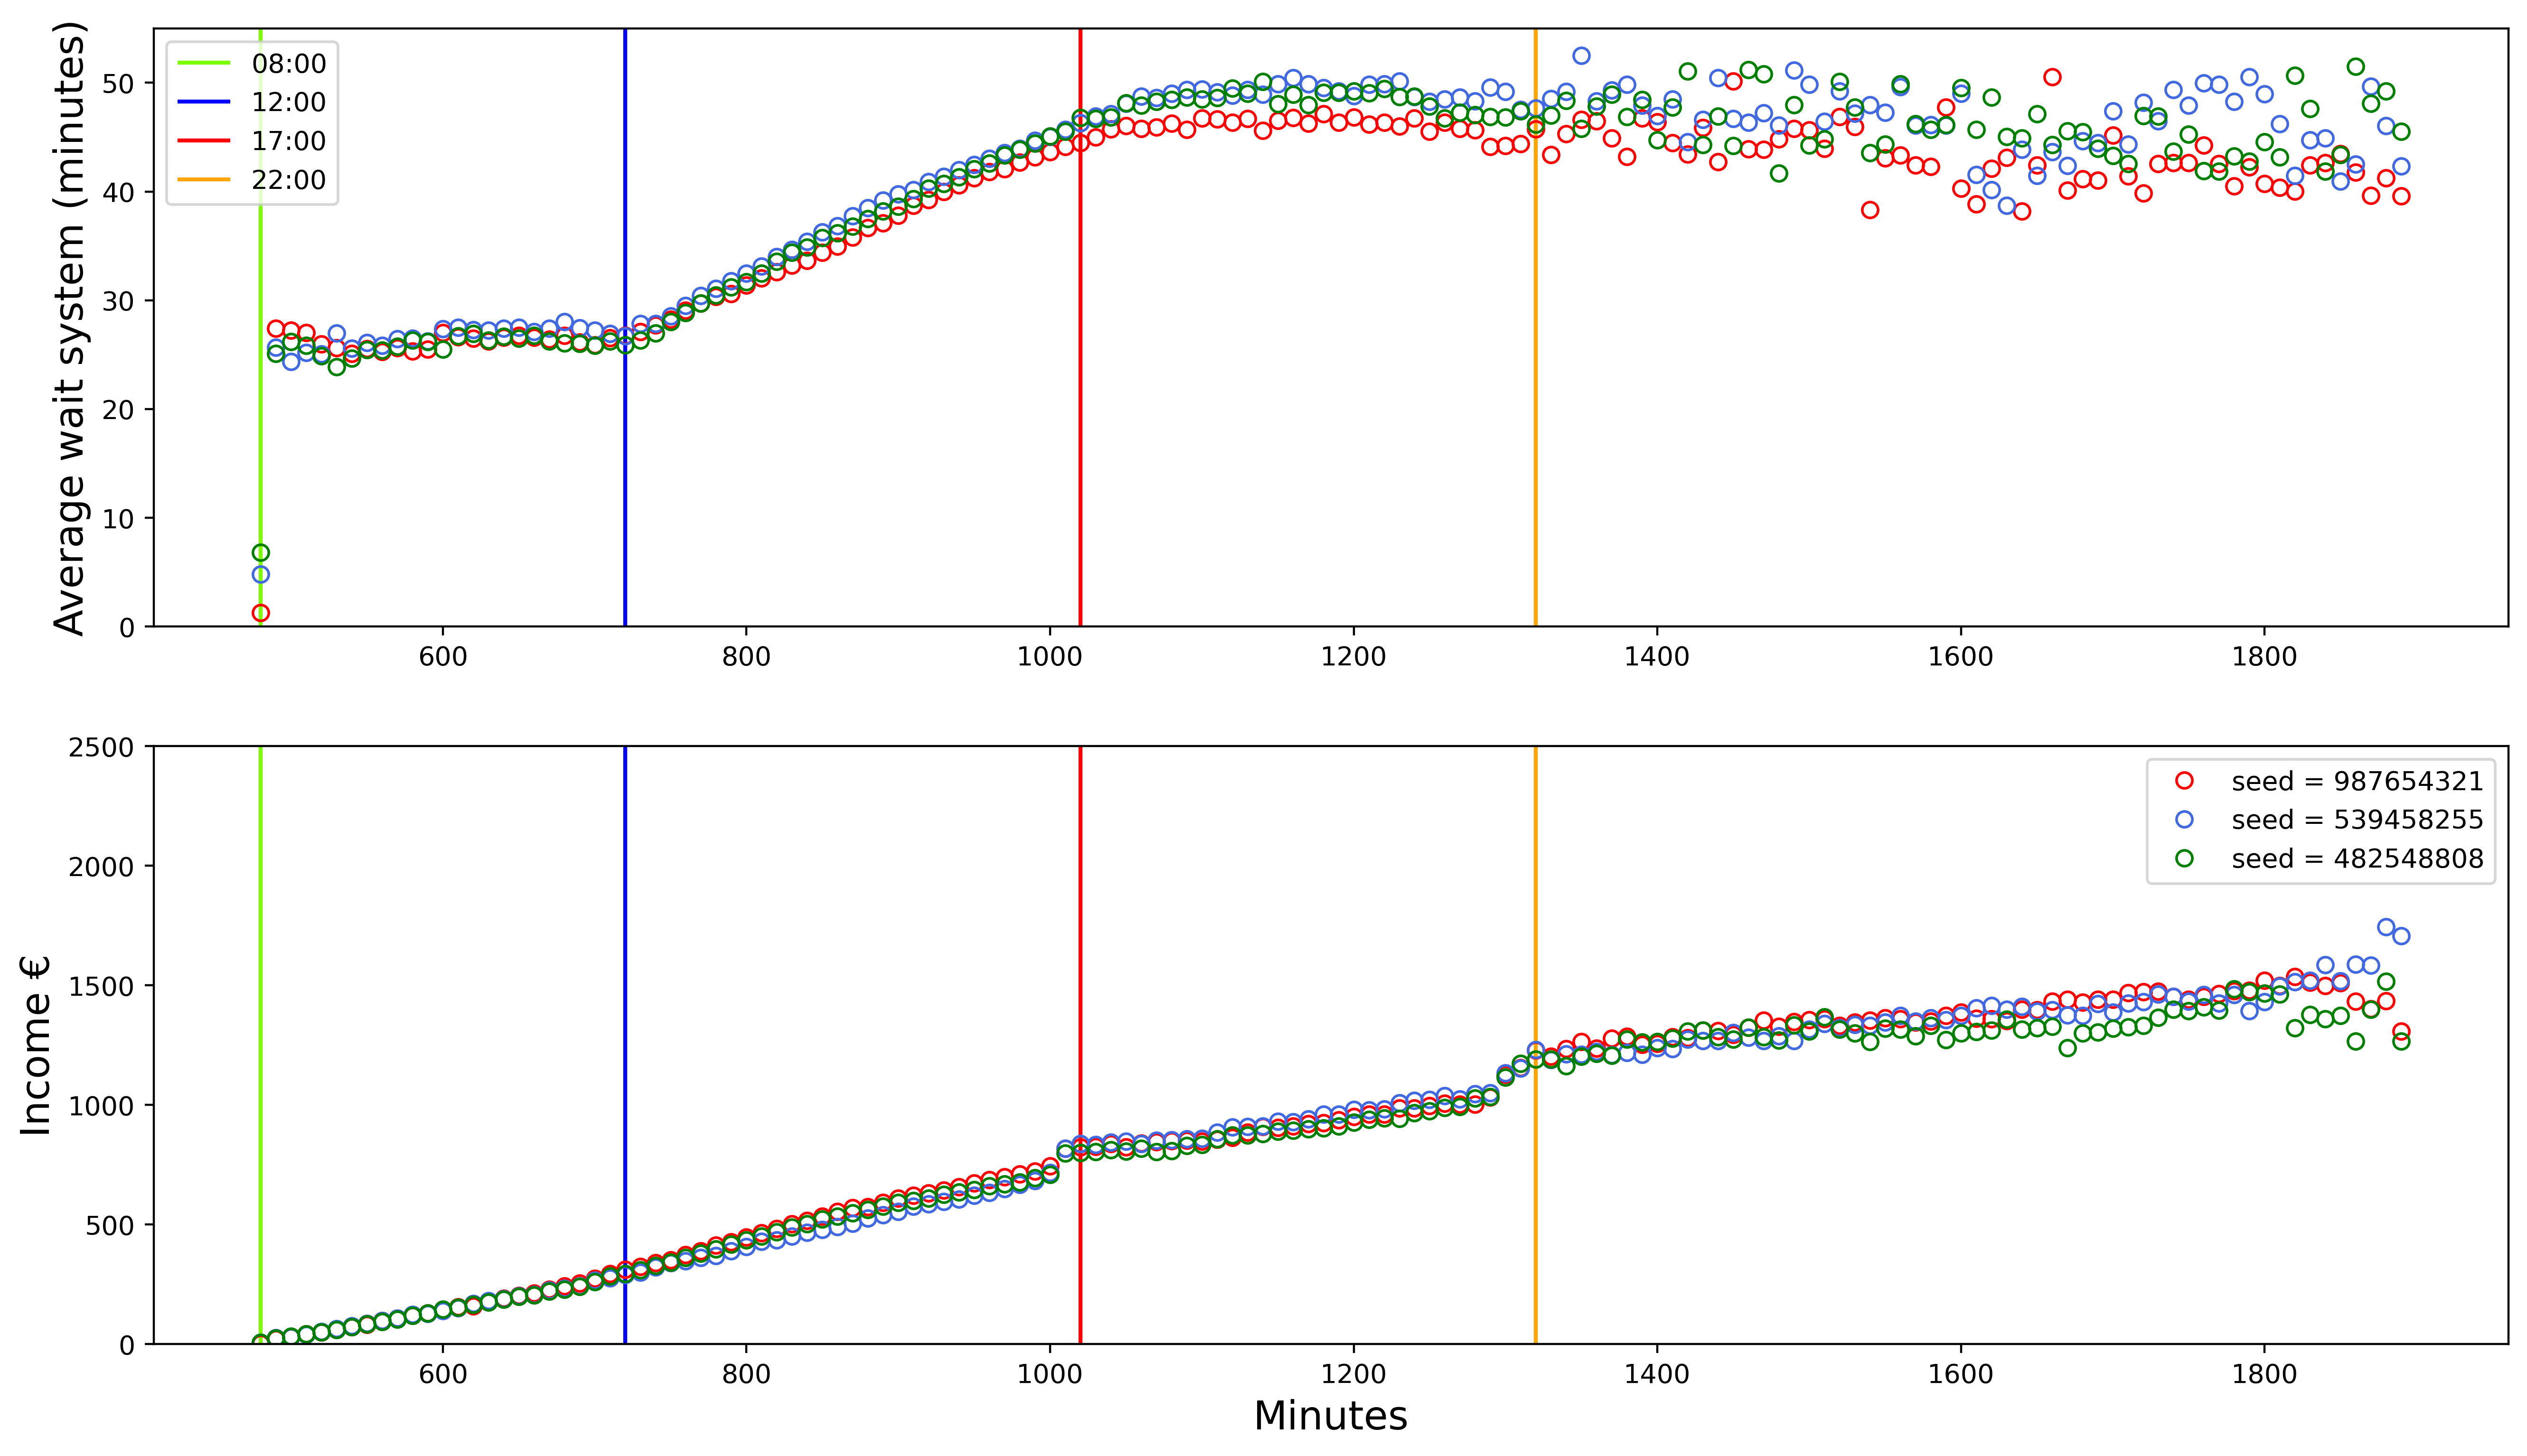 Average wait system (minutes)
50
40
30
20
10
0
08:00
12:00
17:00
22:00
600 800 1000 1200 1400 1600 1800
Income €
2500
2000
1500
1000
500
0
seed = 987654321
seed = 539458255
seed = 482548808
600 800 1000 1200 1400 1600 1800
Minutes